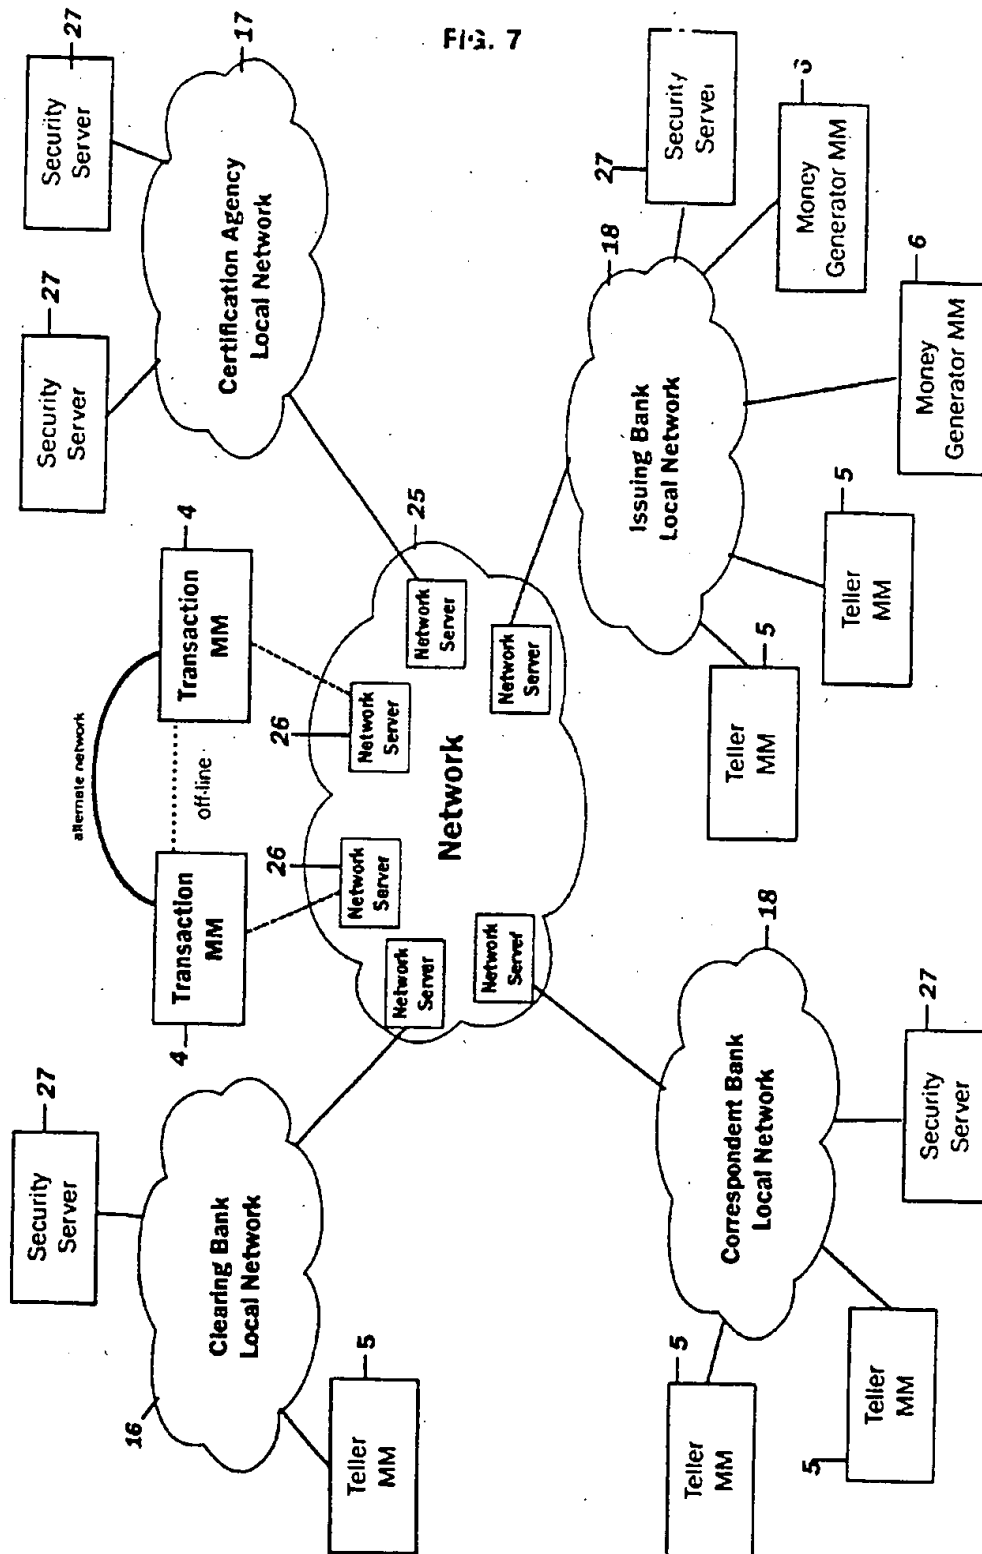 FIG. 7
27
Security
Server
27
Security
Server
17
Certification Agency
Local Network
alternate network
off-line
4
Transaction
MM
4
Transaction
MM
27
Security
Server
16
Clearing Bank
Local Network
5
Teller
MM
25
Network
26
Network
Server
26
Network
Server
Network
Server
Network
Server
Network
Server
Network
Server
18
Issuing Bank
Local Network
27
Security
Server
Money
Generator MM
6
Money
Generator MM
5
Teller
MM
5
Teller
MM
18
Correspondent Bank
Local Network
27
Security
Server
5
Teller
MM
5
Teller
MM